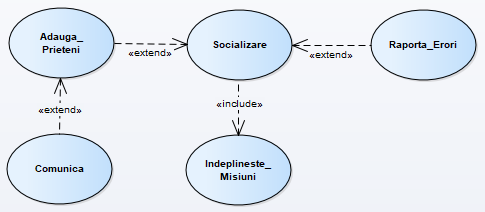 Adauga_
Prieteni
«extend»
Socializare
«extend»
Raporta_Erori
«extend»
«include»
Comunica
Indeplineste_
Misiuni